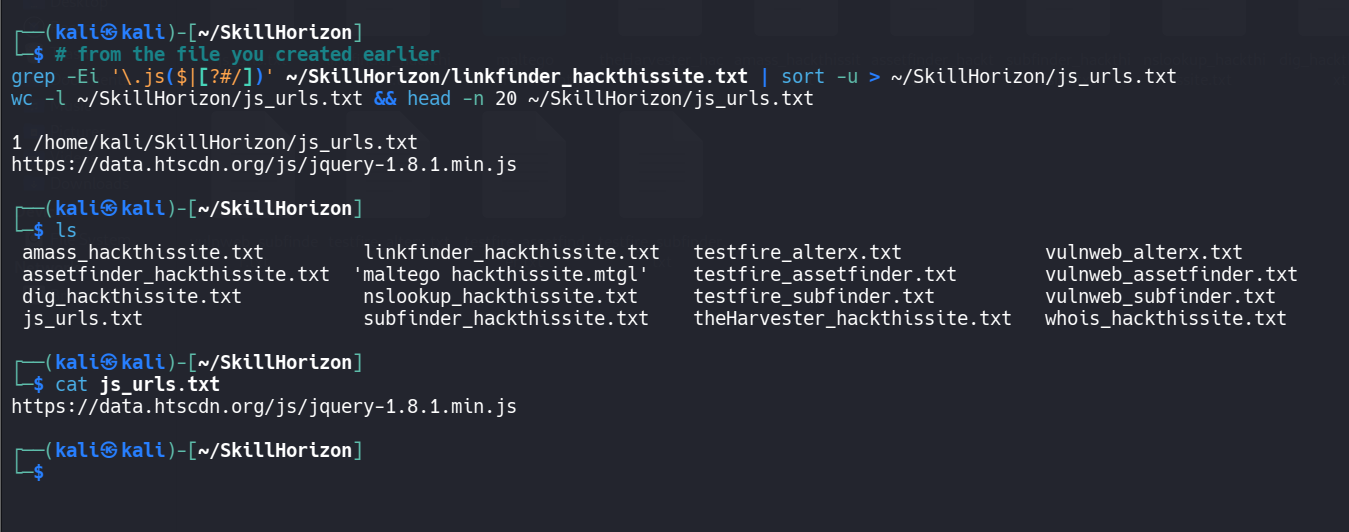 ┌──(kali㉿kali)-[~/SkillHorizon]
└─$ # from the file you created earlier
grep -Ei '\.js($|[?#/])' ~/SkillHorizon/linkfinder_hackthissite.txt | sort -u > ~/SkillHorizon/js_urls.txt
wc -l ~/SkillHorizon/js_urls.txt && head -n 20 ~/SkillHorizon/js_urls.txt
1 /home/kali/SkillHorizon/js_urls.txt
https://data.htscdn.org/js/jquery-1.8.1.min.js
┌──(kali㉿kali)-[~/SkillHorizon]
└─$ ls
amass_hackthissite.txt linkfinder_hackthissite.txt testfire_alterx.txt vulnweb_alterx.txt
assetfinder_hackthissite.txt 'maltego hackthissite.mtgl' testfire_assetfinder.txt vulnweb_assetfinder.txt
dig_hackthissite.txt nslookup_hackthissite.txt testfire_subfinder.txt vulnweb_subfinder.txt
js_urls.txt subfinder_hackthissite.txt theHarvester_hackthissite.txt whois_hackthissite.txt
┌──(kali㉿kali)-[~/SkillHorizon]
└─$ cat js_urls.txt
https://data.htscdn.org/js/jquery-1.8.1.min.js
┌──(kali㉿kali)-[~/SkillHorizon]
└─$